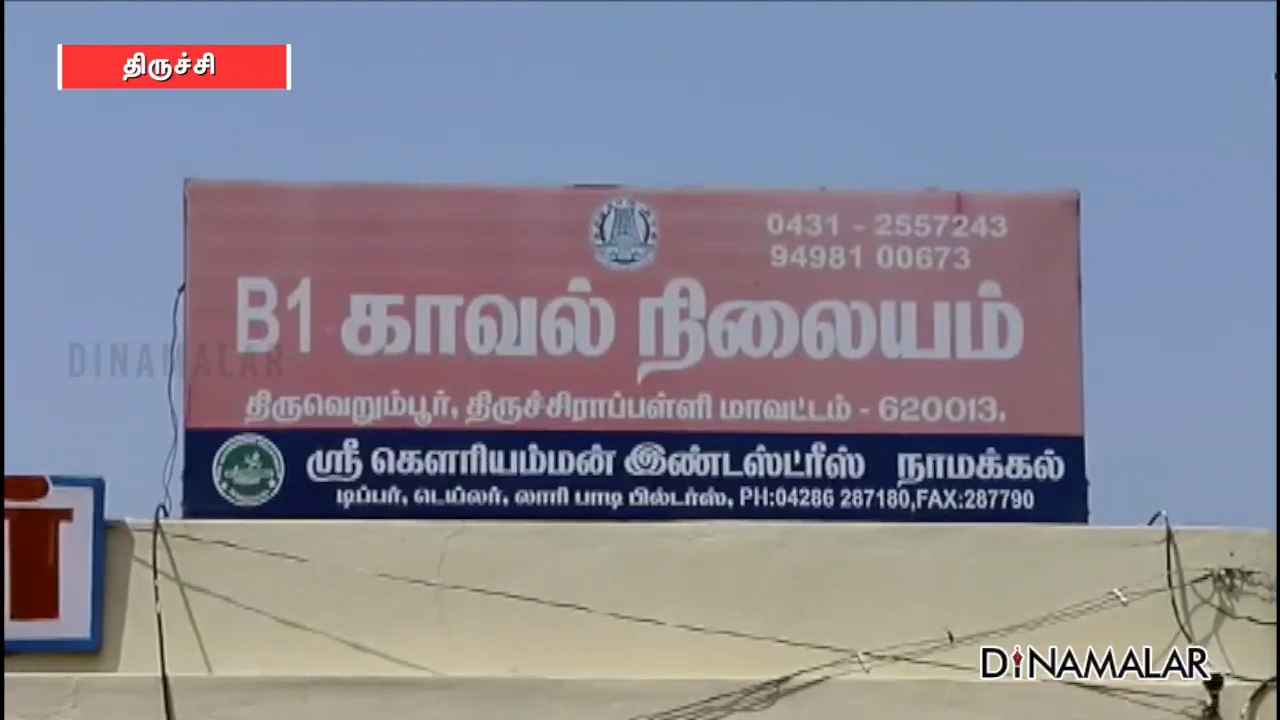 திருச்சி
0431 - 2557243
94981 00673
B1 காவல் நிலையம்
DINAMALAR
திருவெறும்பூர், திருச்சிராப்பள்ளி மாவட்டம் - 620013.
ஸ்ரீ கௌரியம்மன் இண்டஸ்ட்ரீஸ் நாமக்கல்
டிப்பர், டெய்லர், லாரி பாடி பில்டர்ஸ், PH:04286 287180,FAX:287790
DINAMALAR